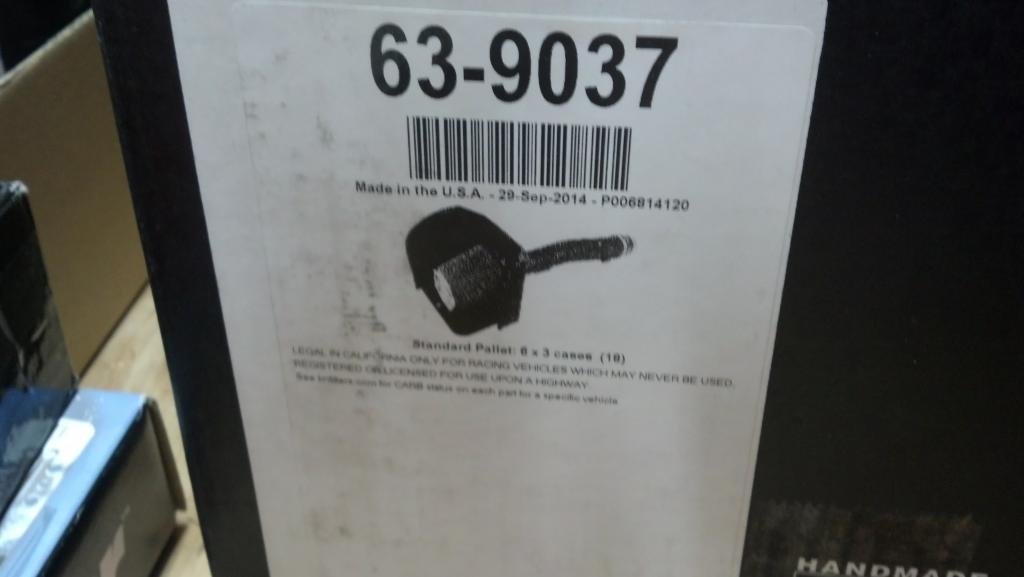 63-9037
Made in the U.S.A. - 29-Sep-2014 - P006814120
Standard Pallet: 6 x 3 cases (18)
LEGAL IN CALIFORNIA ONLY FOR RACING VEHICLES WHICH MAY NEVER BE USED,
REGISTERED OR LICENSED FOR USE UPON A HIGHWAY
See knfilters.com for CARB status on each part for a specific vehicle
HANDMADE